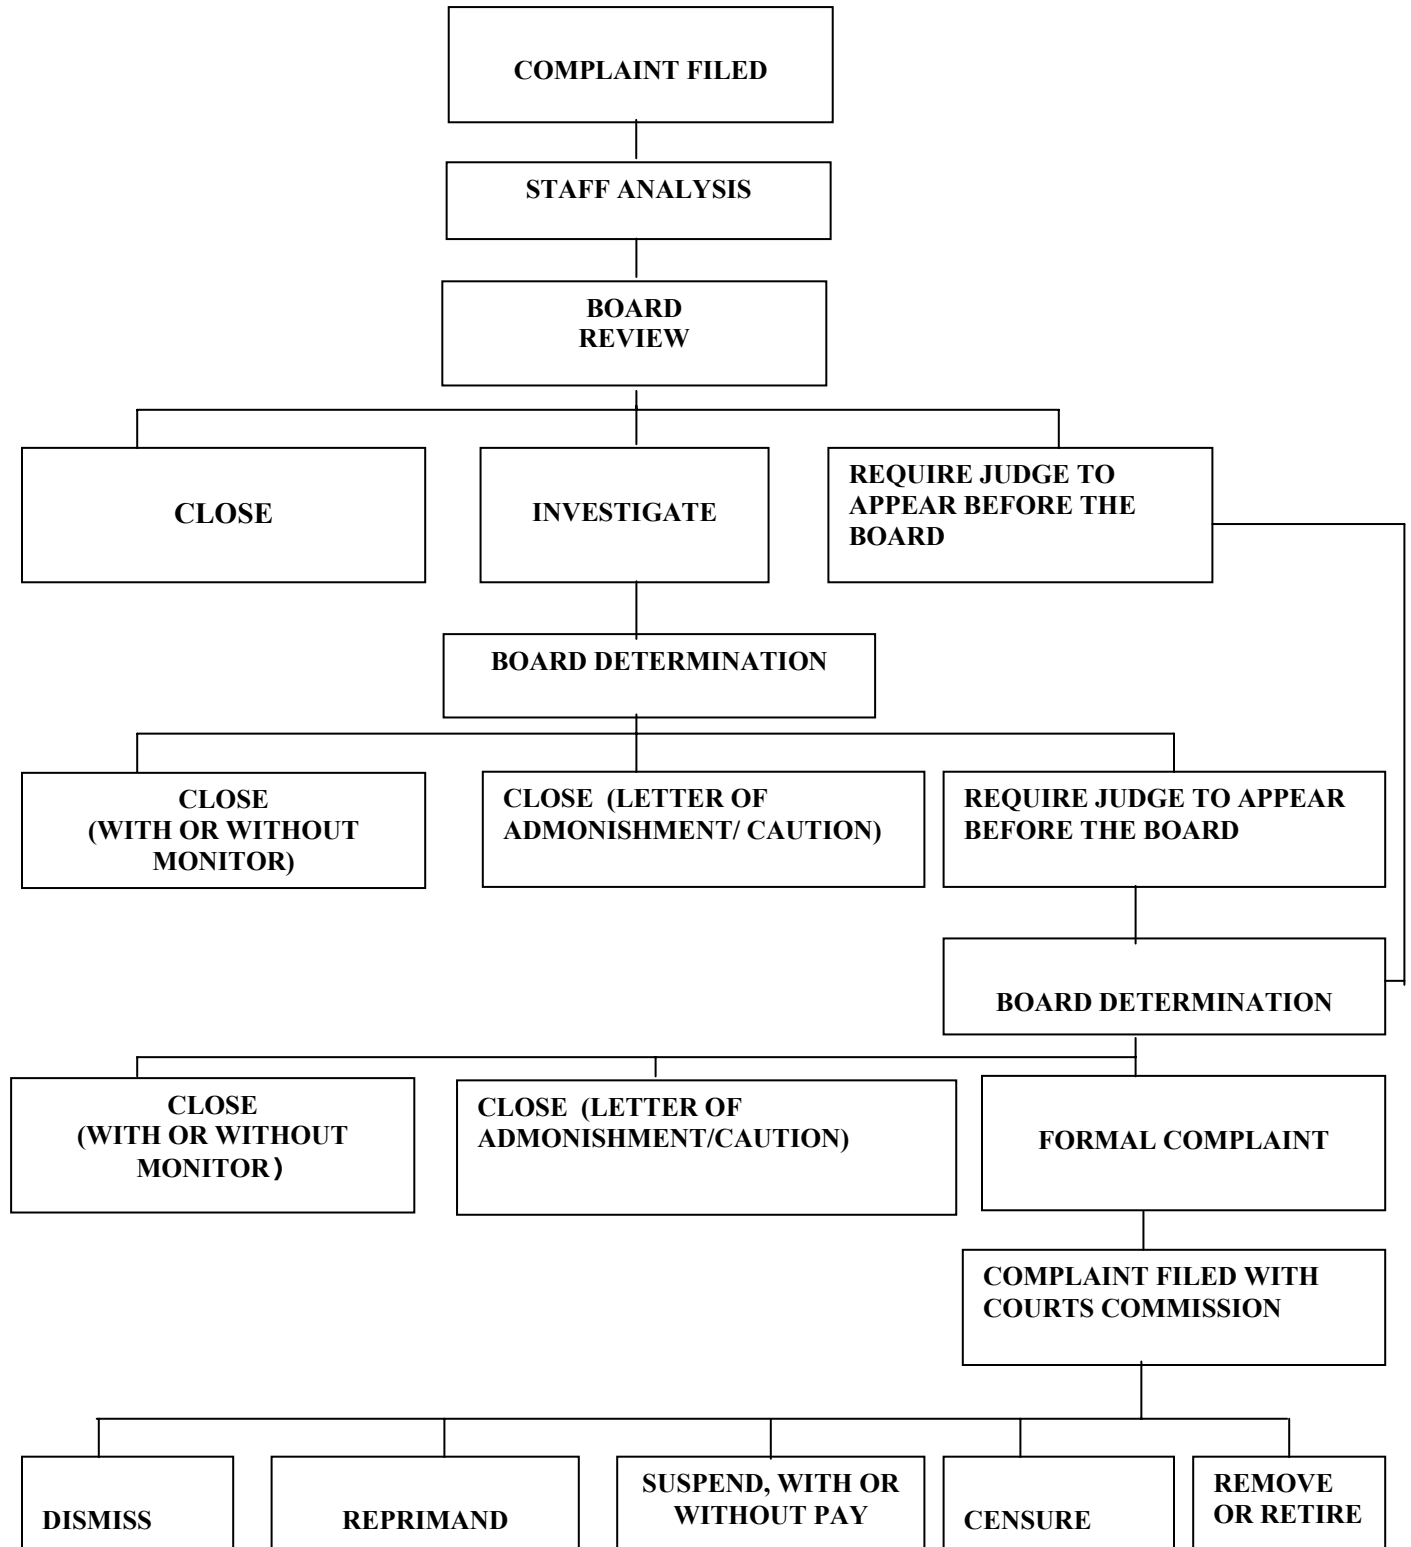 COMPLAINT FILED
STAFF ANALYSIS
BOARD
REVIEW
CLOSE
INVESTIGATE
REQUIRE JUDGE TO
APPEAR BEFORE THE
BOARD
BOARD DETERMINATION
CLOSE
(WITH OR WITHOUT
MONITOR)
CLOSE (LETTER OF
ADMONISHMENT/ CAUTION)
REQUIRE JUDGE TO APPEAR
BEFORE THE BOARD
BOARD DETERMINATION
CLOSE
(WITH OR WITHOUT
MONITOR)
CLOSE (LETTER OF
ADMONISHMENT/CAUTION)
FORMAL COMPLAINT
COMPLAINT FILED WITH
COURTS COMMISSION
DISMISS
REPRIMAND
SUSPEND, WITH OR
WITHOUT PAY
CENSURE
REMOVE
OR RETIRE